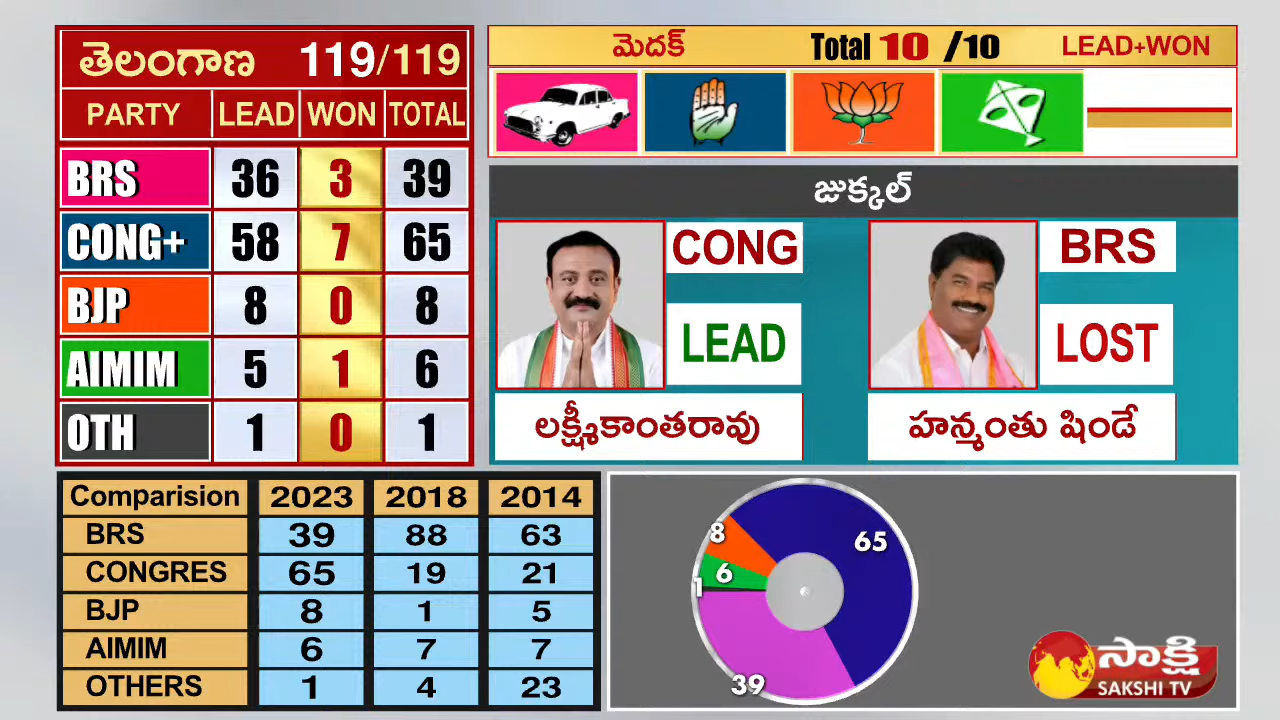 తెలంగాణ 119/119
PARTY LEAD WON TOTAL
BRS 36 3 39
CONG+ 58 7 65
BJP 8 0 8
AIMIM 5 1 6
OTH 1 0 1
మెదక్ Total 10 /10 LEAD+WON
జుక్కల్
CONG
LEAD
లక్ష్మీకాంతరావు
BRS
LOST
హన్మంతు షిండే
Comparision 2023 2018 2014
BRS 39 88 63
CONGRES 65 19 21
BJP 8 1 5
AIMIM 6 7 7
OTHERS 1 4 23
8
65
6
1
39
సాక్షి
SAKSHI TV